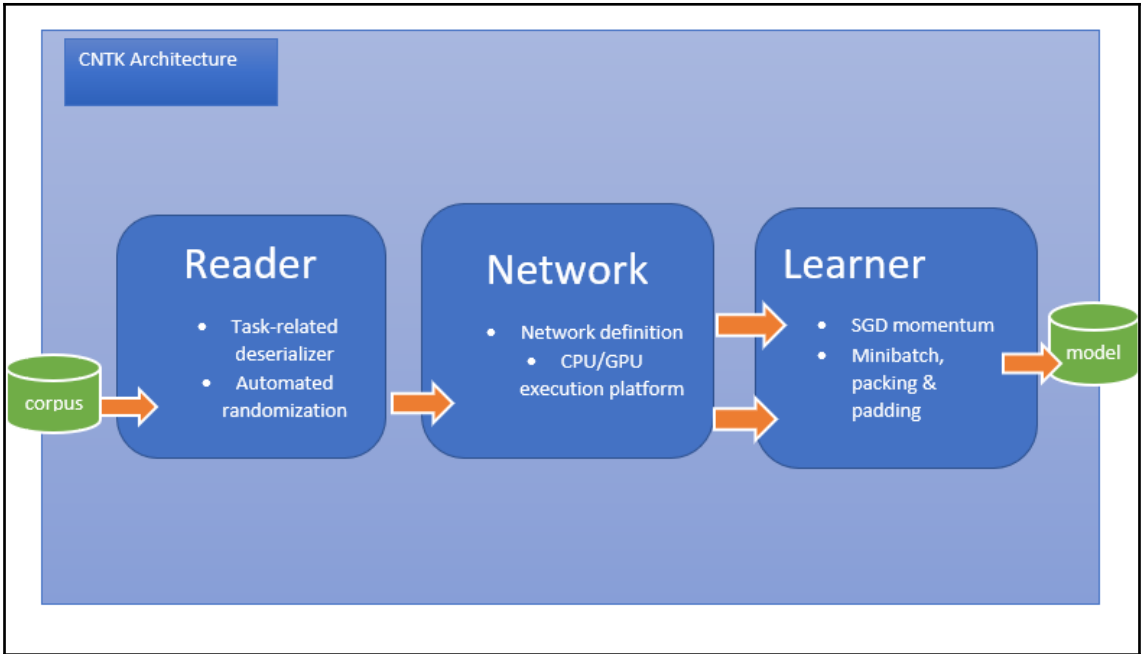 CNTK Architecture
corpus
Reader
• Task-related
deserializer
• Automated
randomization
Network
• Network definition
• CPU/GPU
execution platform
Learner
• SGD momentum
• Minibatch,
packing &
padding
model